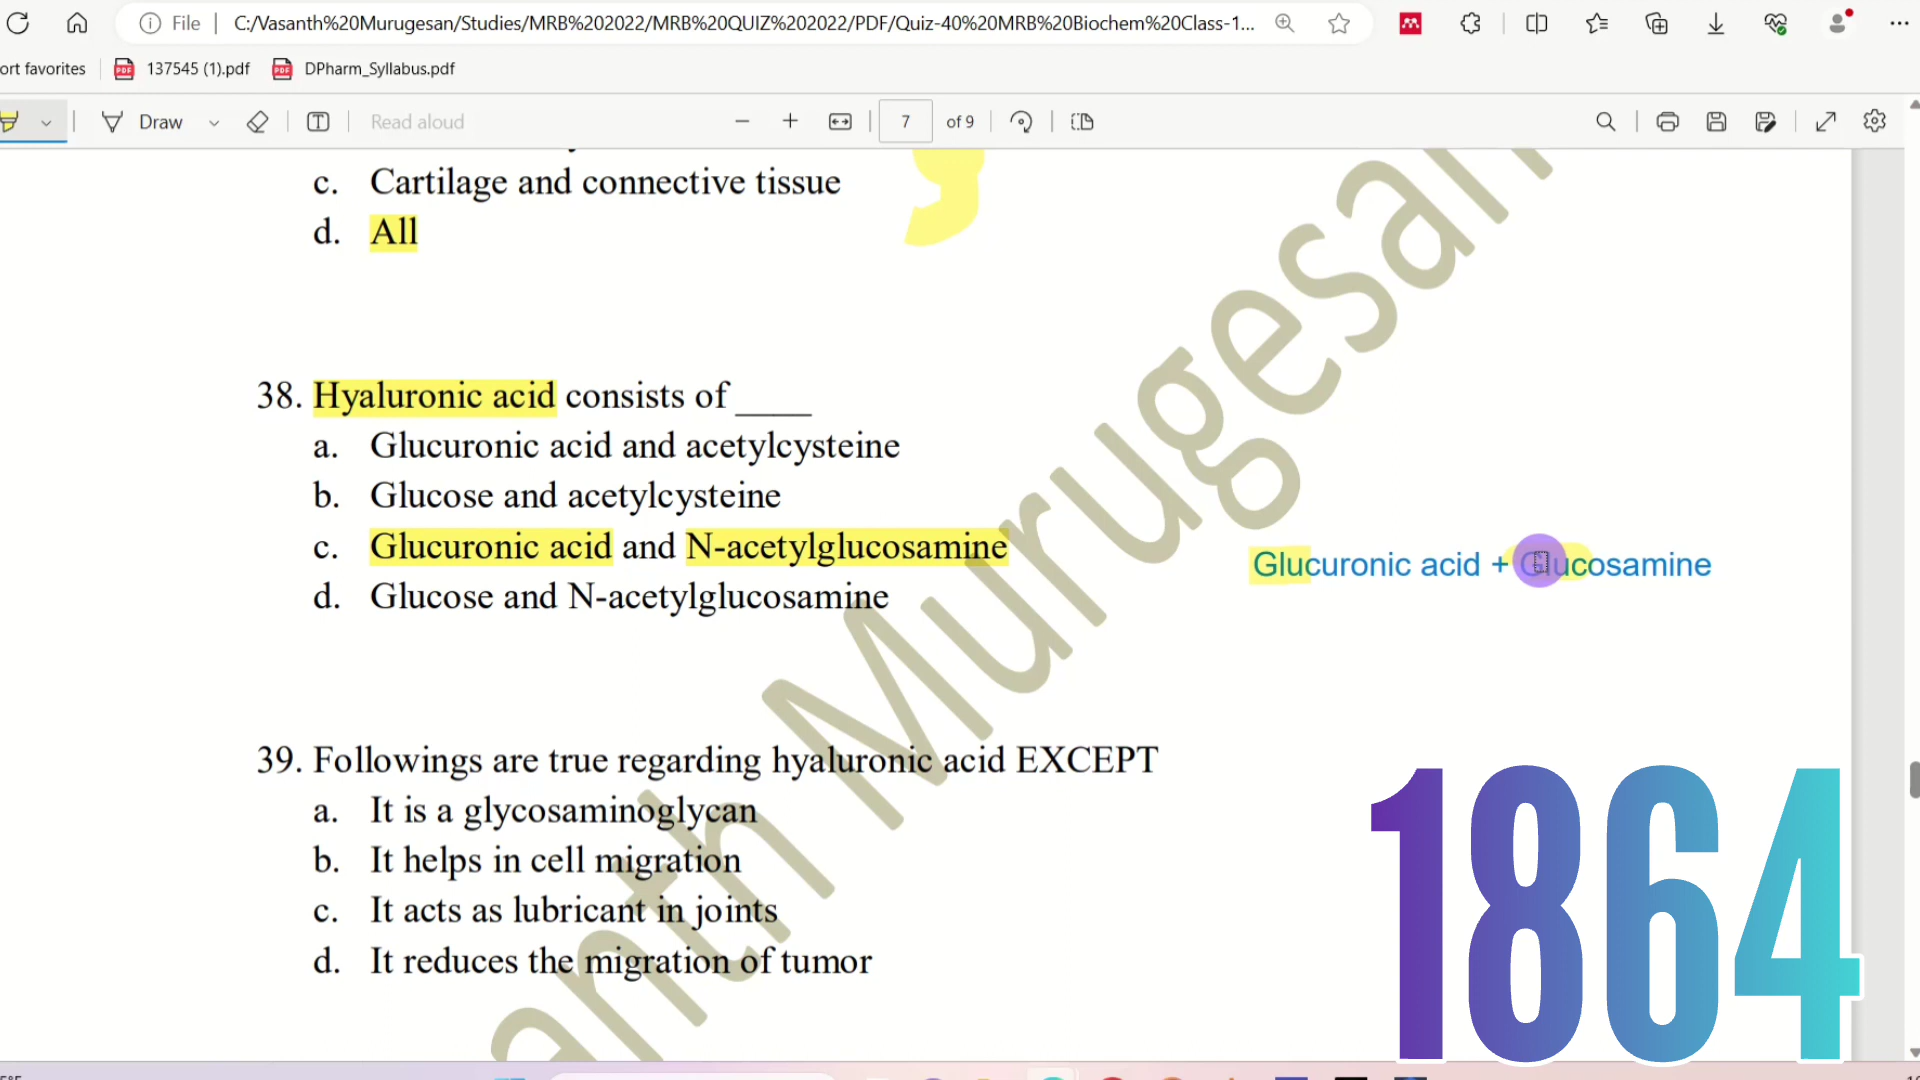 File C:/Vasanth%20Murugesan/Studies/MRB%202022/MRB%20QUIZ%202022/PDF/Quiz-40%20MRB%20Biochem%20Class-1...
ort favorites 137545 (1).pdf DPharm_Syllabus.pdf
Draw Read aloud 7 of 9
c. Cartilage and connective tissue
d. All
38. Hyaluronic acid consists of ____
a. Glucuronic acid and acetylcysteine
b. Glucose and acetylcysteine
c. Glucuronic acid and N-acetylglucosamine
d. Glucose and N-acetylglucosamine
Glucuronic acid + Glucosamine
39. Followings are true regarding hyaluronic acid EXCEPT
a. It is a glycosaminoglycan
b. It helps in cell migration
c. It acts as lubricant in joints
d. It reduces the migration of tumor
anth Murugesan
1864